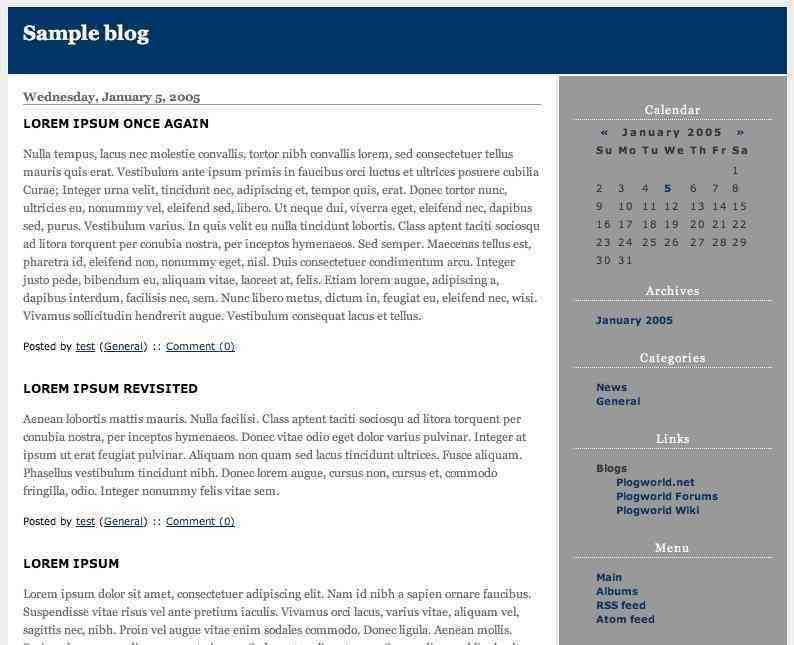 Sample blog
Wednesday, January 5, 2005
LOREM IPSUM ONCE AGAIN
Nulla tempus, lacus nec molestie convallis, tortor nibh convallis lorem, sed consectetuer tellus
mauris quis erat. Vestibulum ante ipsum primis in faucibus orci luctus et ultrices posuere cubilia
Curae; Integer urna velit, tincidunt nec, adipiscing et, tempor quis, erat. Donec tortor nunc,
ultricies eu, nonummy vel, eleifend sed, libero. Ut neque dui, viverra eget, eleifend nec, dapibus
sed, purus. Vestibulum varius. In quis velit eu nulla tincidunt lobortis. Class aptent taciti sociosqu
ad litora torquent per conubia nostra, per inceptos hymenaeos. Sed semper. Maecenas tellus est,
pharetra id, eleifend non, nonummy eget, nisl. Duis consectetuer condimentum arcu. Integer
justo pede, bibendum eu, aliquam vitae, laoreet at, felis. Etiam lorem augue, adipiscing a,
dapibus interdum, facilisis nec, sem. Nunc libero metus, dictum in, feugiat eu, eleifend nec, wisi.
Vivamus sollicitudin hendrerit augue. Vestibulum consequat lacus et tellus.
Posted by test (General) :: Comment (0)
LOREM IPSUM REVISITED
Aenean lobortis mattis mauris. Nulla facilisi. Class aptent taciti sociosqu ad litora torquent per
conubia nostra, per inceptos hymenaeos. Donec vitae odio eget dolor varius pulvinar. Integer at
ipsum ut erat feugiat pulvinar. Aliquam non quam sed lacus tincidunt ultrices. Fusce aliquam.
Phasellus vestibulum tincidunt nibh. Donec lorem augue, cursus non, cursus et, commodo
fringilla, odio. Integer nonummy felis vitae sem.
Posted by test (General) :: Comment (0)
LOREM IPSUM
Lorem ipsum dolor sit amet, consectetuer adipiscing elit. Nam id nibh a sapien ornare faucibus.
Suspendisse vitae risus vel ante pretium iaculis. Vivamus orci lacus, varius vitae, aliquam vel,
sagittis nec, nibh. Proin vel augue vitae enim sodales commodo. Donec ligula. Aenean mollis.
Calendar
« January 2005 »
Su Mo Tu We Th Fr Sa
1
2 3 4 5 6 7 8
9 10 11 12 13 14 15
16 17 18 19 20 21 22
23 24 25 26 27 28 29
30 31
Archives
January 2005
Categories
News
General
Links
Blogs
Plogworld.net
Plogworld Forums
Plogworld Wiki
Menu
Main
Albums
RSS feed
Atom feed